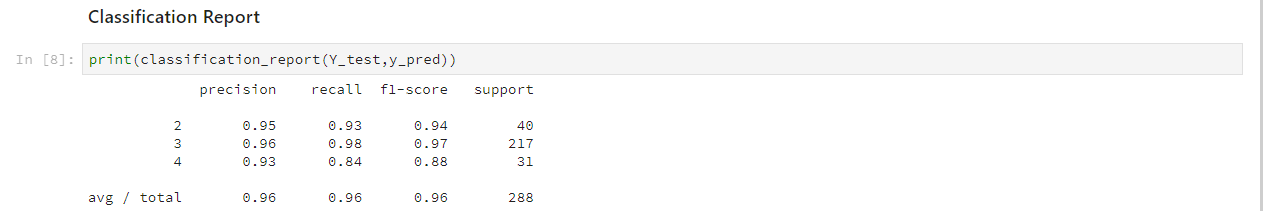 Classification Report
In [8]: print(classification_report(Y_test,y_pred))
precision recall f1-score support
2 0.95 0.93 0.94 40
3 0.96 0.98 0.97 217
4 0.93 0.84 0.88 31
avg / total 0.96 0.96 0.96 288